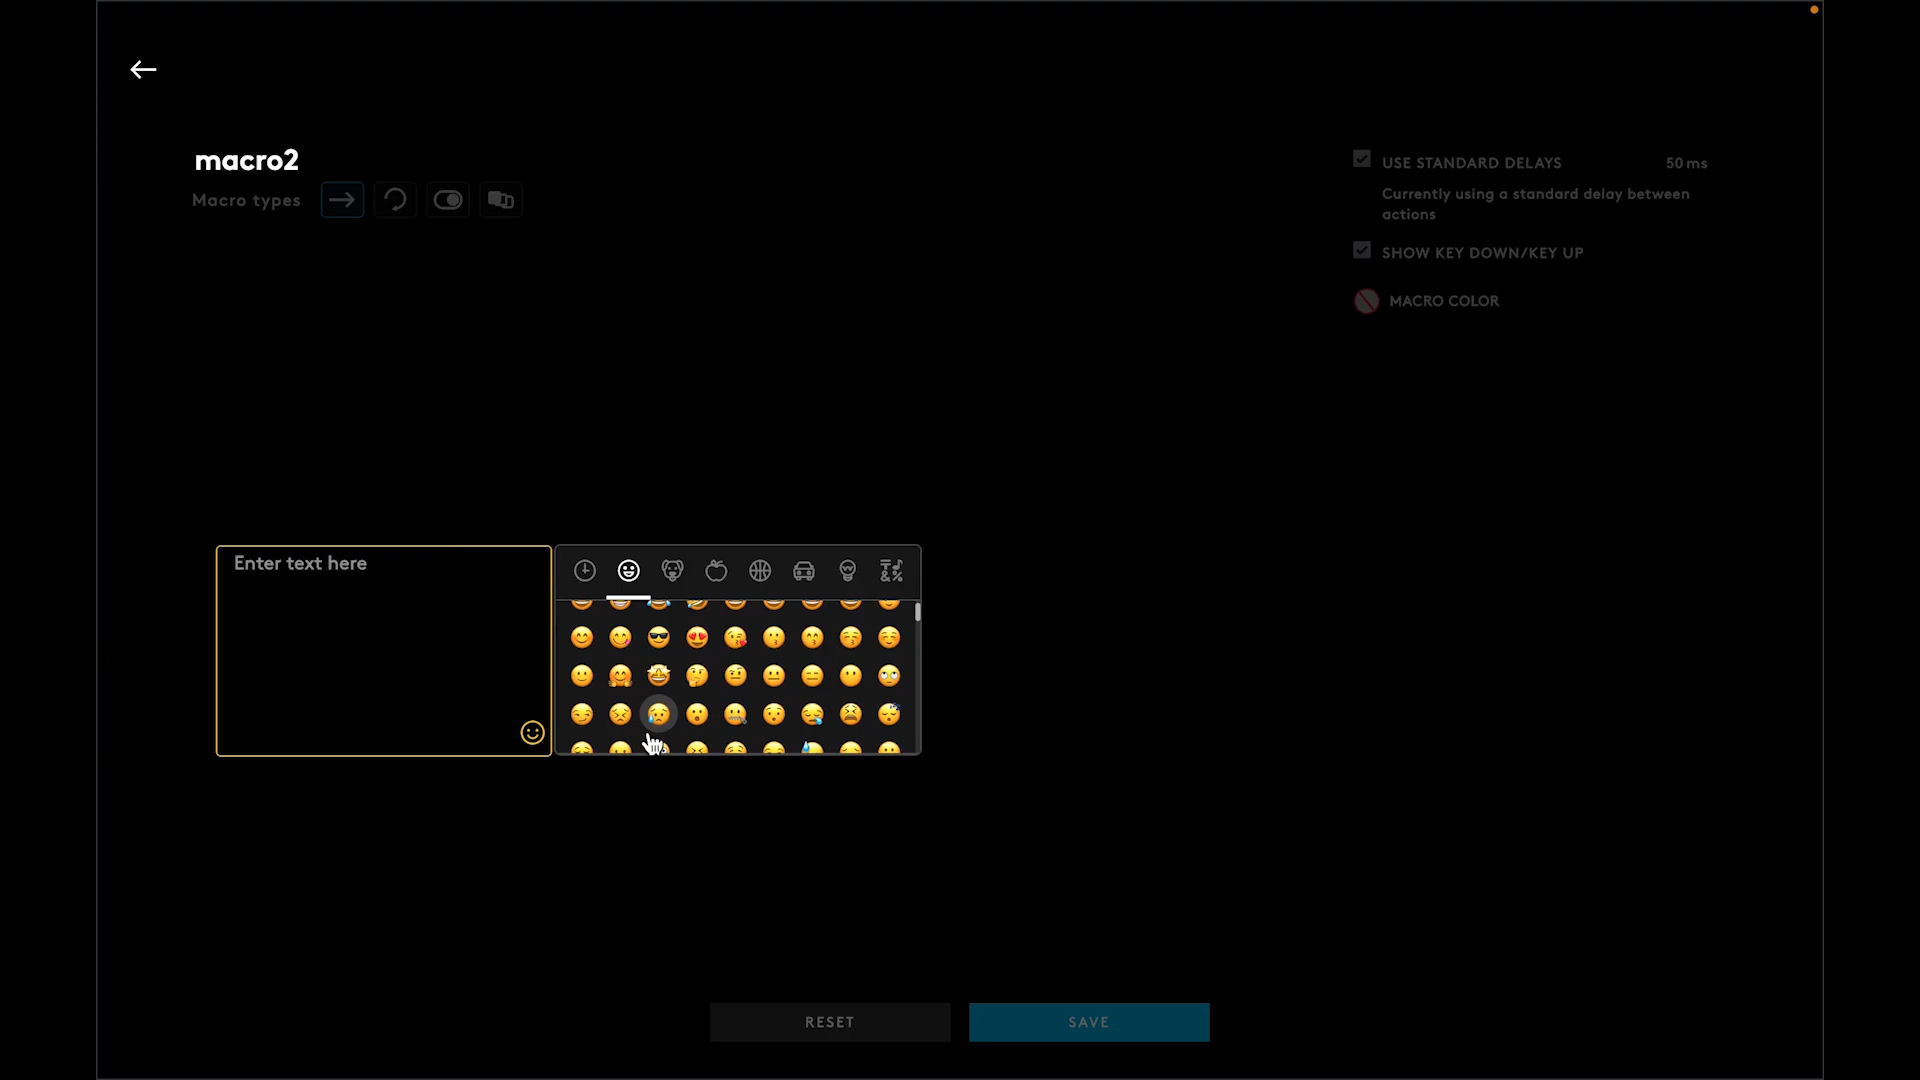 macro2
Macro types
USE STANDARD DELAYS 50 ms
Currently using a standard delay between
actions
SHOW KEY DOWN/KEY UP
MACRO COLOR
Enter text here
RESET
SAVE